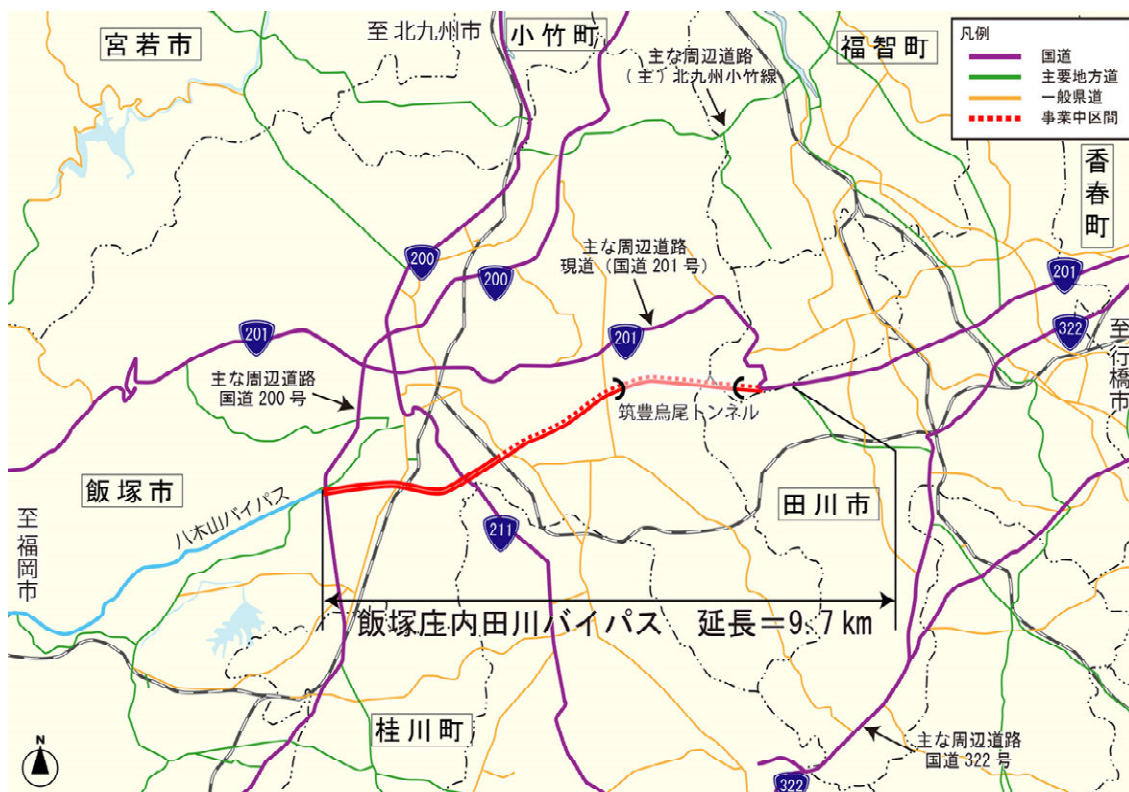 宮若市
至 北九州市
小竹町
主な周辺道路
（主）北九州小竹線
福智町
凡例
国道
主要地方道
一般県道
事業中区間
香春町
200
200
主な周辺道路
現道（国道 201 号）
201
322
201
201
至 行橋市
主な周辺道路
国道 200 号
筑豊烏尾トンネル
飯塚市
八木山バイパス
田川市
至 福岡市
211
飯塚庄内田川バイパス　延長＝9.7 km
桂川町
主な周辺道路
国道 322 号
322
N